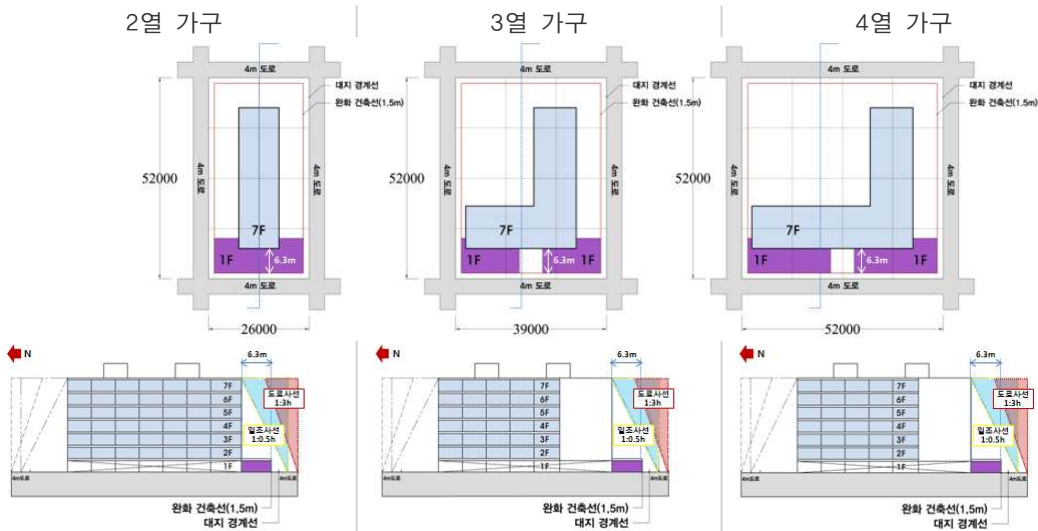 2열 가구
3열 가구
4열 가구
4m 도로
대지 경계선
완화 건축선(1.5m)
4m 도로
52000
4m 도로
7F
1F
6.3m
4m 도로
26000
4m 도로
대지 경계선
완화 건축선(1.5m)
4m 도로
52000
4m 도로
7F
1F
6.3m
1F
4m 도로
39000
4m 도로
대지 경계선
완화 건축선(1.5m)
4m 도로
52000
4m 도로
7F
1F
6.3m
1F
4m 도로
52000
N
6.3m
7F
6F
5F
4F
3F
2F
1F
도로사선
1:3h
일조사선
1:0.5h
4m도로
4m도로
완화 건축선(1.5m)
대지 경계선
N
6.3m
7F
6F
5F
4F
3F
2F
1F
도로사선
1:3h
일조사선
1:0.5h
4m도로
4m도로
완화 건축선(1.5m)
대지 경계선
N
6.3m
7F
6F
5F
4F
3F
2F
1F
도로사선
1:3h
일조사선
1:0.5h
4m도로
4m도로
완화 건축선(1.5m)
대지 경계선